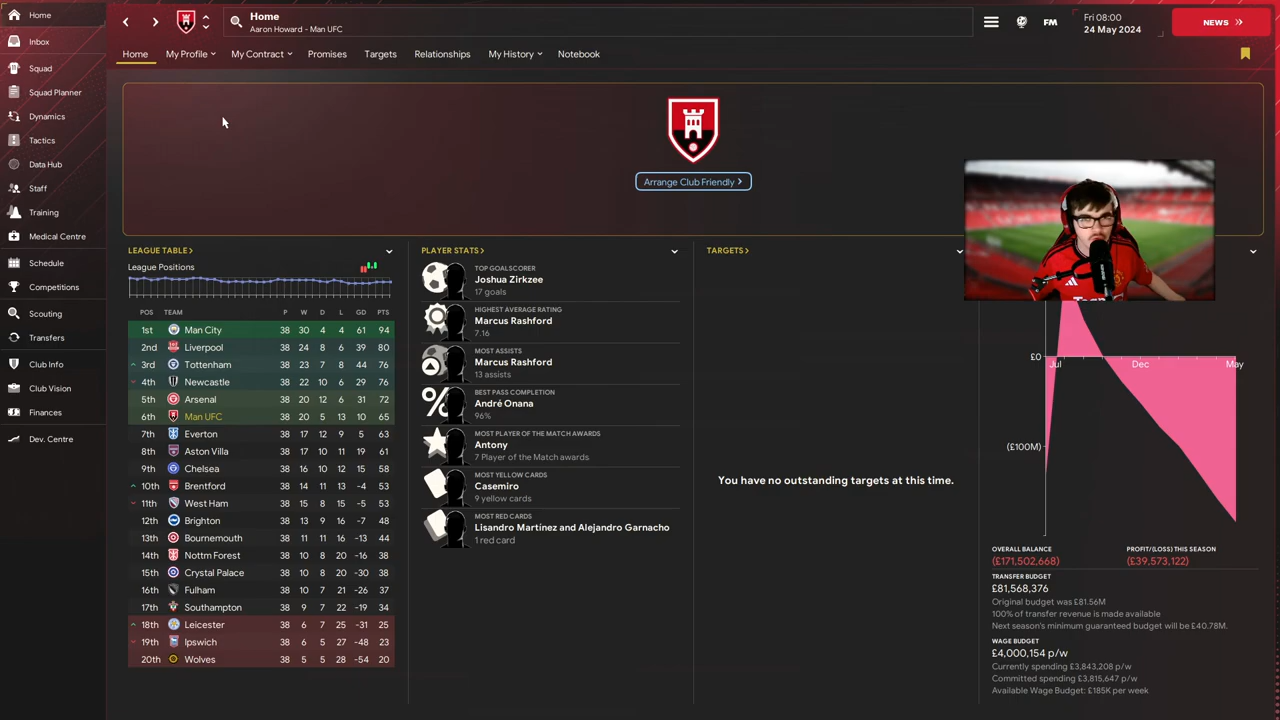 Home
Inbox
Squad
Squad Planner
Dynamics
Tactics
Data Hub
Staff
Training
Medical Centre
Schedule
Competitions
Scouting
Transfers
Club Info
Club Vision
Finances
Dev. Centre
Home
Aaron Howard - Man UFC
FM
Fri 08:00
24 May 2024
NEWS
Home My Profile My Contract Promises Targets Relationships My History Notebook
Arrange Club Friendly >
LEAGUE TABLE >
League Positions
POS TEAM P W D L GD PTS
1st Man City 38 30 4 4 61 94
2nd Liverpool 38 24 8 6 39 80
3rd Tottenham 38 23 7 8 44 76
4th Newcastle 38 22 10 6 29 76
5th Arsenal 38 20 12 6 31 72
6th Man UFC 38 20 5 13 10 65
7th Everton 38 17 12 9 5 63
8th Aston Villa 38 17 10 11 19 61
9th Chelsea 38 16 10 12 15 58
10th Brentford 38 14 11 13 -4 53
11th West Ham 38 15 8 15 -5 53
12th Brighton 38 13 9 16 -7 48
13th Bournemouth 38 11 11 16 -13 44
14th Nottm Forest 38 10 8 20 -16 38
15th Crystal Palace 38 10 8 20 -30 38
16th Fulham 38 10 7 21 -26 37
17th Southampton 38 9 7 22 -19 34
18th Leicester 38 6 7 25 -31 25
19th Ipswich 38 6 5 27 -48 23
20th Wolves 38 5 5 28 -54 20
PLAYER STATS >
TOP GOALSCORER
Joshua Zirkzee
17 goals
HIGHEST AVERAGE RATING
Marcus Rashford
7.16
MOST ASSISTS
Marcus Rashford
13 assists
BEST PASS COMPLETION
André Onana
96%
MOST PLAYER OF THE MATCH AWARDS
Antony
7 Player of the Match awards
MOST YELLOW CARDS
Casemiro
9 yellow cards
MOST RED CARDS
Lisandro Martínez and Alejandro Garnacho
1 red card
TARGETS >
You have no outstanding targets at this time.
£0
Jul Dec May
(£100M)
OVERALL BALANCE
(£171,502,668)
PROFIT/(LOSS) THIS SEASON
(£39,573,122)
TRANSFER BUDGET
£81,568,376
Original budget was £81.56M
100% of transfer revenue is made available
Next season's minimum guaranteed budget will be £40.78M.
WAGE BUDGET
£4,000,154 p/w
Currently spending £3,843,208 p/w
Committed spending £3,815,647 p/w
Available Wage Budget: £185K per week